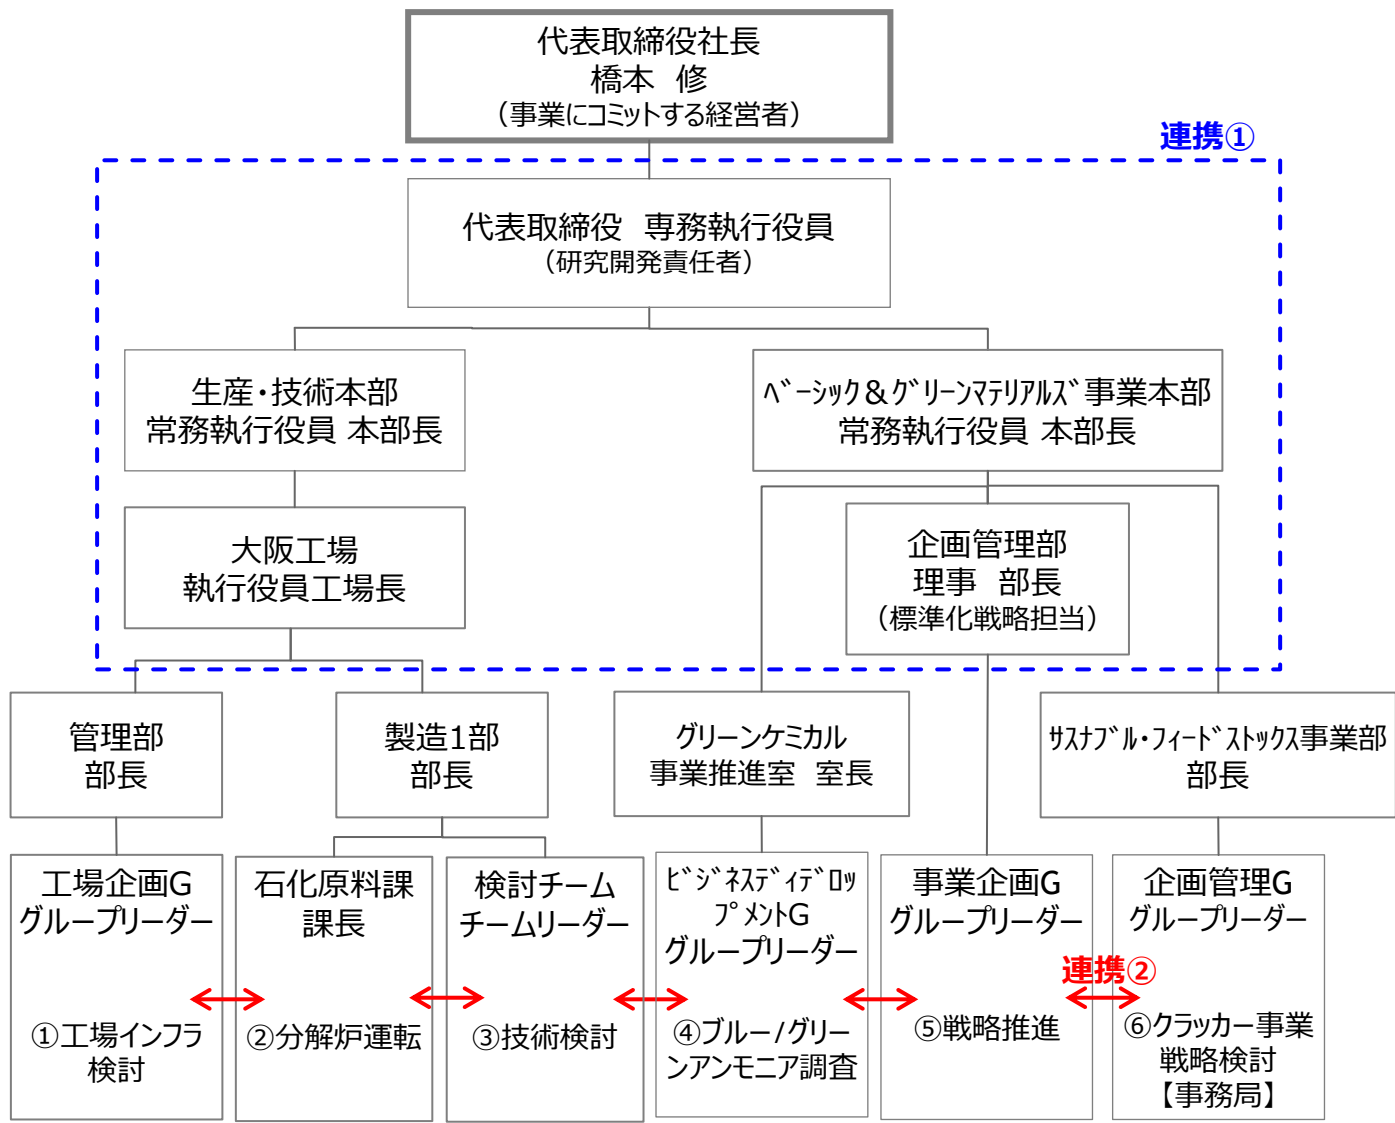 代表取締役社長
橋本　修
（事業にコミットする経営者）
連携①
代表取締役　専務執行役員
（研究開発責任者）
生産・技術本部
常務執行役員 本部長
ﾍﾞｰｼｯｸ＆ｸﾞﾘｰﾝﾏﾃﾘｱﾙｽﾞ事業本部
常務執行役員 本部長
大阪工場
執行役員工場長
企画管理部
理事　部長
（標準化戦略担当）
管理部
部長
製造1部
部長
グリーンケミカル
事業推進室　室長
ｻｽﾅﾌﾞﾙ・ﾌｨｰﾄﾞｽﾄｯｸｽ事業部
部長
工場企画G
グループリーダー
①工場インフラ
検討
石化原料課
課長
②分解炉運転
検討チーム
チームリーダー
③技術検討
ﾋﾞｼﾞﾈｽﾃﾞｨﾃﾞﾛｯ
ﾌﾟﾒﾝﾄG
グループリーダー
④ブルー/グリー
ンアンモニア調査
事業企画G
グループリーダー
⑤戦略推進
連携②
企画管理G
グループリーダー
⑥クラッカー事業
戦略検討
【事務局】